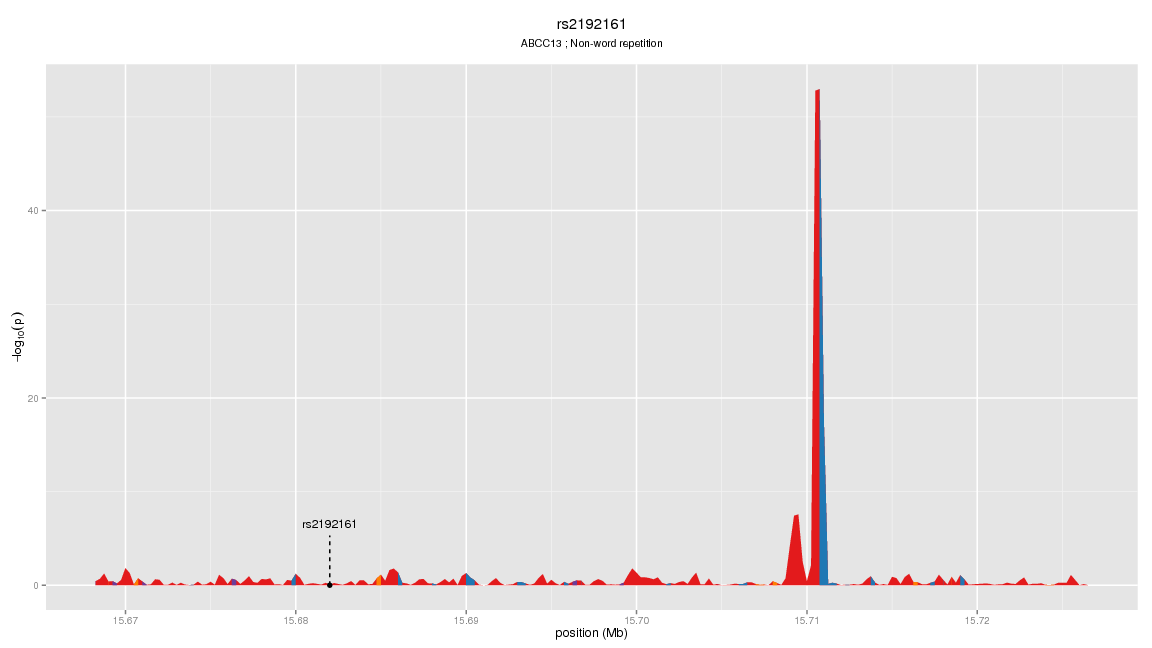 rs2192161
ABCC13 ; Non-word repetition
−log10(p)
40
20
0
rs2192161
15.67 15.68 15.69 15.70 15.71 15.72
position (Mb)